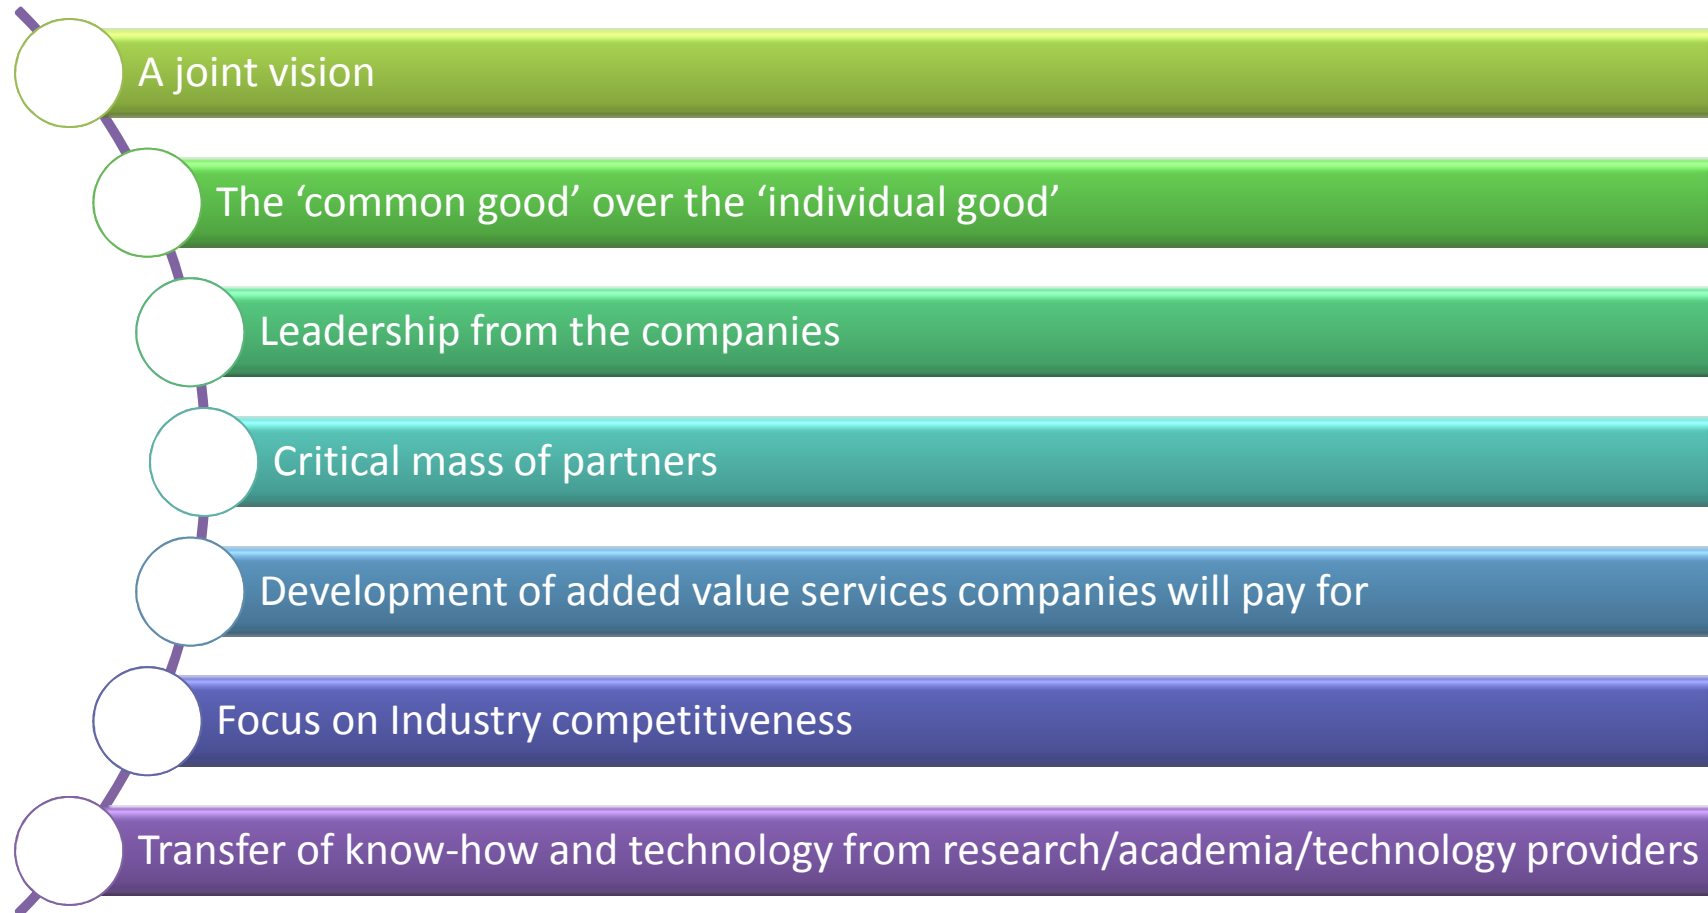 A joint vision
The ‘common good’ over the ‘individual good’
Leadership from the companies
Critical mass of partners
Development of added value services companies will pay for
Focus on Industry competitiveness
Transfer of know-how and technology from research/academia/technology providers